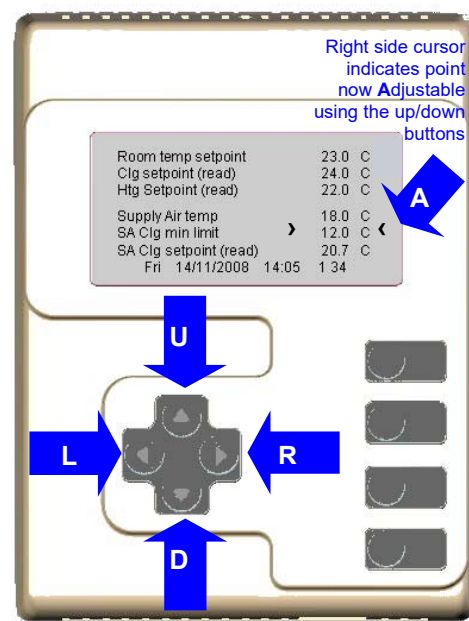 Right side cursor
indicates point
now Adjustable
using the up/down
buttons
A
Room temp setpoint 23.0 C
Clg setpoint (read) 24.0 C
Htg Setpoint (read) 22.0 C
Supply Air temp 18.0 C
SA Clg min limit › 12.0 C ‹
SA Clg setpoint (read) 20.7 C
Fri 14/11/2008 14:05 1 34
U
L
R
D